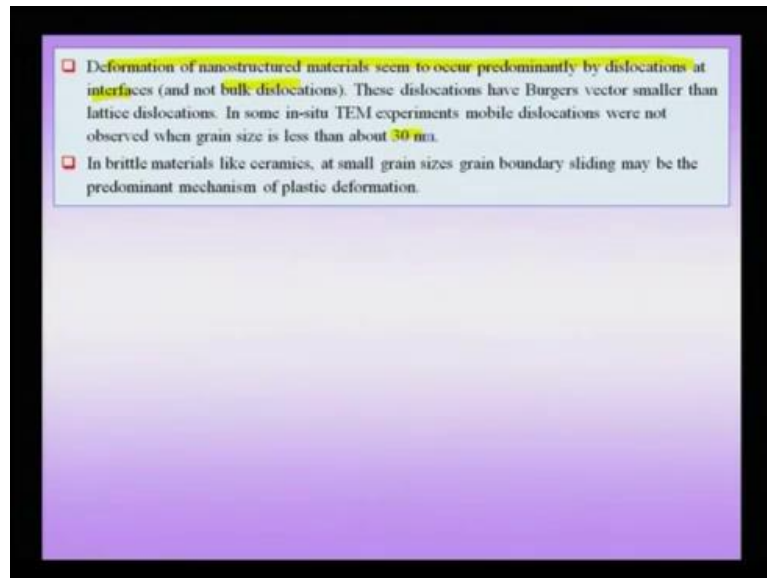 Deformation of nanostructured materials seem to occur predominantly by dislocations at
interfaces (and not bulk dislocations). These dislocations have Burgers vector smaller than
lattice dislocations. In some in-situ TEM experiments mobile dislocations were not
observed when grain size is less than about 30 nm.
In brittle materials like ceramics, at small grain sizes grain boundary sliding may be the
predominant mechanism of plastic deformation.